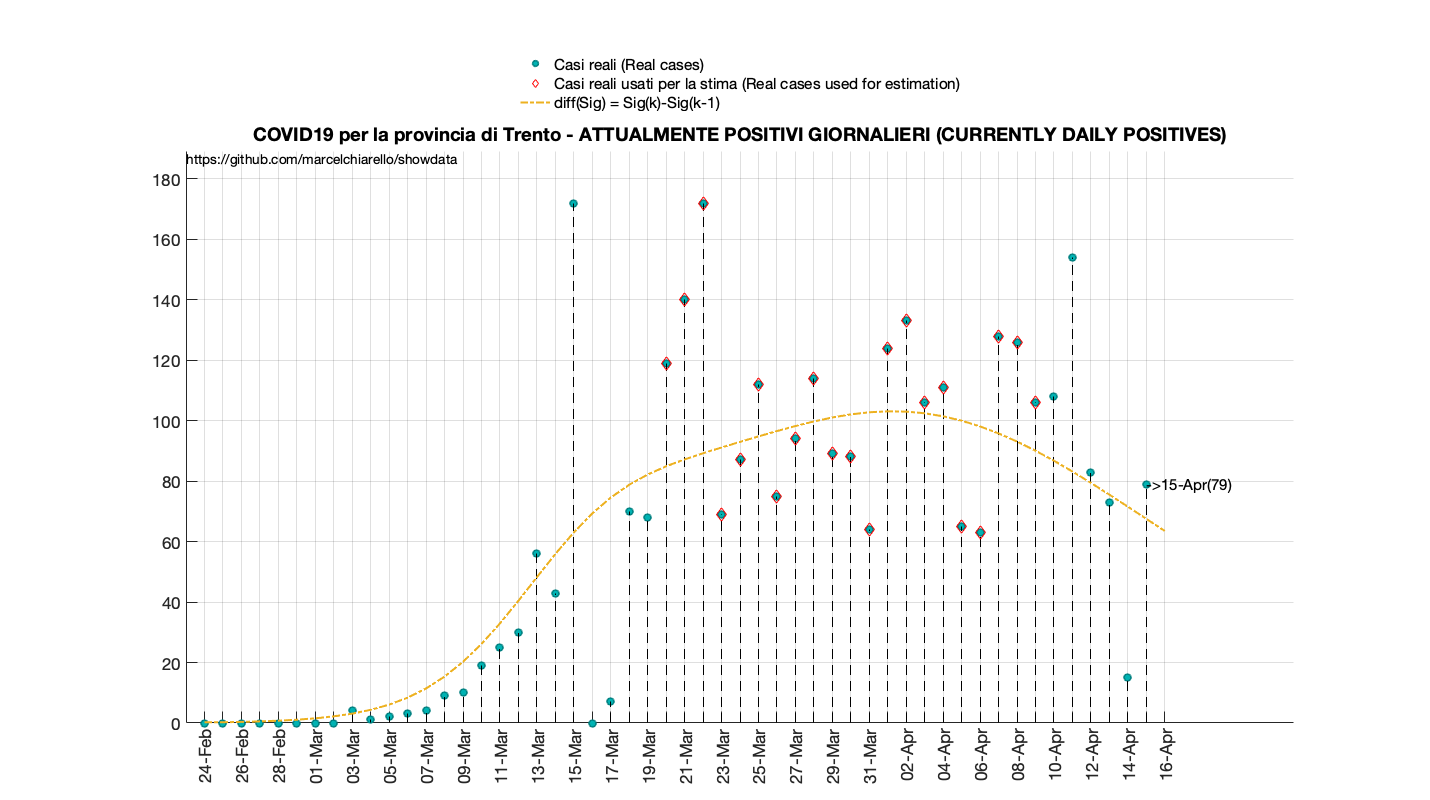 Casi reali (Real cases)
Casi reali usati per la stima (Real cases used for estimation)
diff(Sig) = Sig(k)-Sig(k-1)
COVID19 per la provincia di Trento - ATTUALMENTE POSITIVI GIORNALIERI (CURRENTLY DAILY POSITIVES)
https://github.com/marcelchiarello/showdata
180
160
140
120
100
80
60
40
20
0
->15-Apr(79)
24-Feb
26-Feb
28-Feb
01-Mar
03-Mar
05-Mar
07-Mar
09-Mar
11-Mar
13-Mar
15-Mar
17-Mar
19-Mar
21-Mar
23-Mar
25-Mar
27-Mar
29-Mar
31-Mar
02-Apr
04-Apr
06-Apr
08-Apr
10-Apr
12-Apr
14-Apr
16-Apr